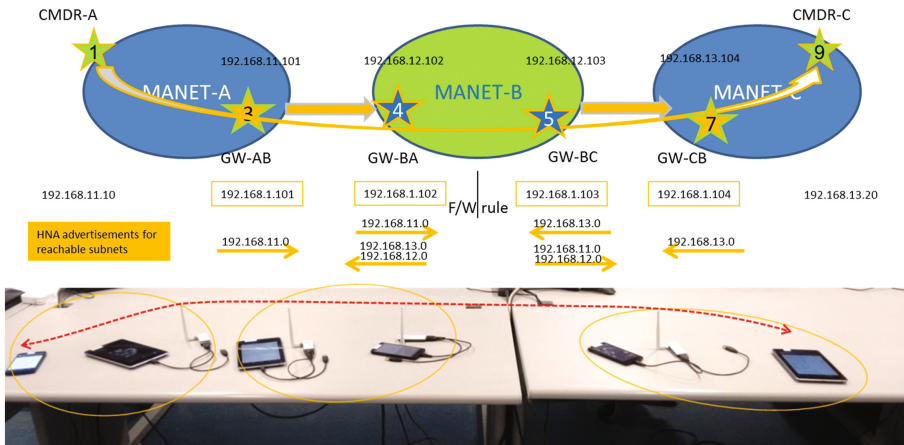 CMDR-A
CMDR-C
1
9
192.168.11.101
192.168.12.102
192.168.12.103
192.168.13.104
MANET-A
MANET-B
MANET-C
3
4
5
7
GW-AB
GW-BA
GW-BC
GW-CB
192.168.11.10
192.168.1.101
192.168.1.102
192.168.1.103
192.168.1.104
192.168.13.20
F/W rule
HNA advertisements for
reachable subnets
192.168.11.0
192.168.11.0
192.168.13.0
192.168.12.0
192.168.13.0
192.168.11.0
192.168.12.0
192.168.13.0